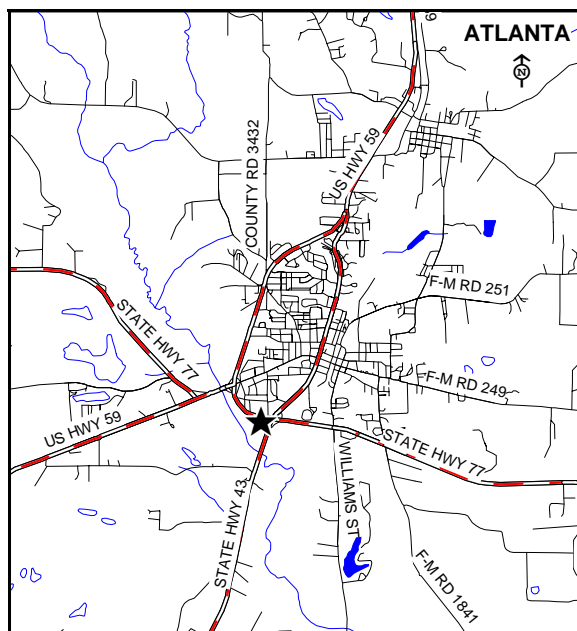 ATLANTA
N
US HWY 59
COUNTY RD 3432
F-M RD 251
STATE HWY 77
F-M RD 249
US HWY 59
STATE HWY 77
WILLIAMS ST
STATE HWY 43
F-M RD 1841